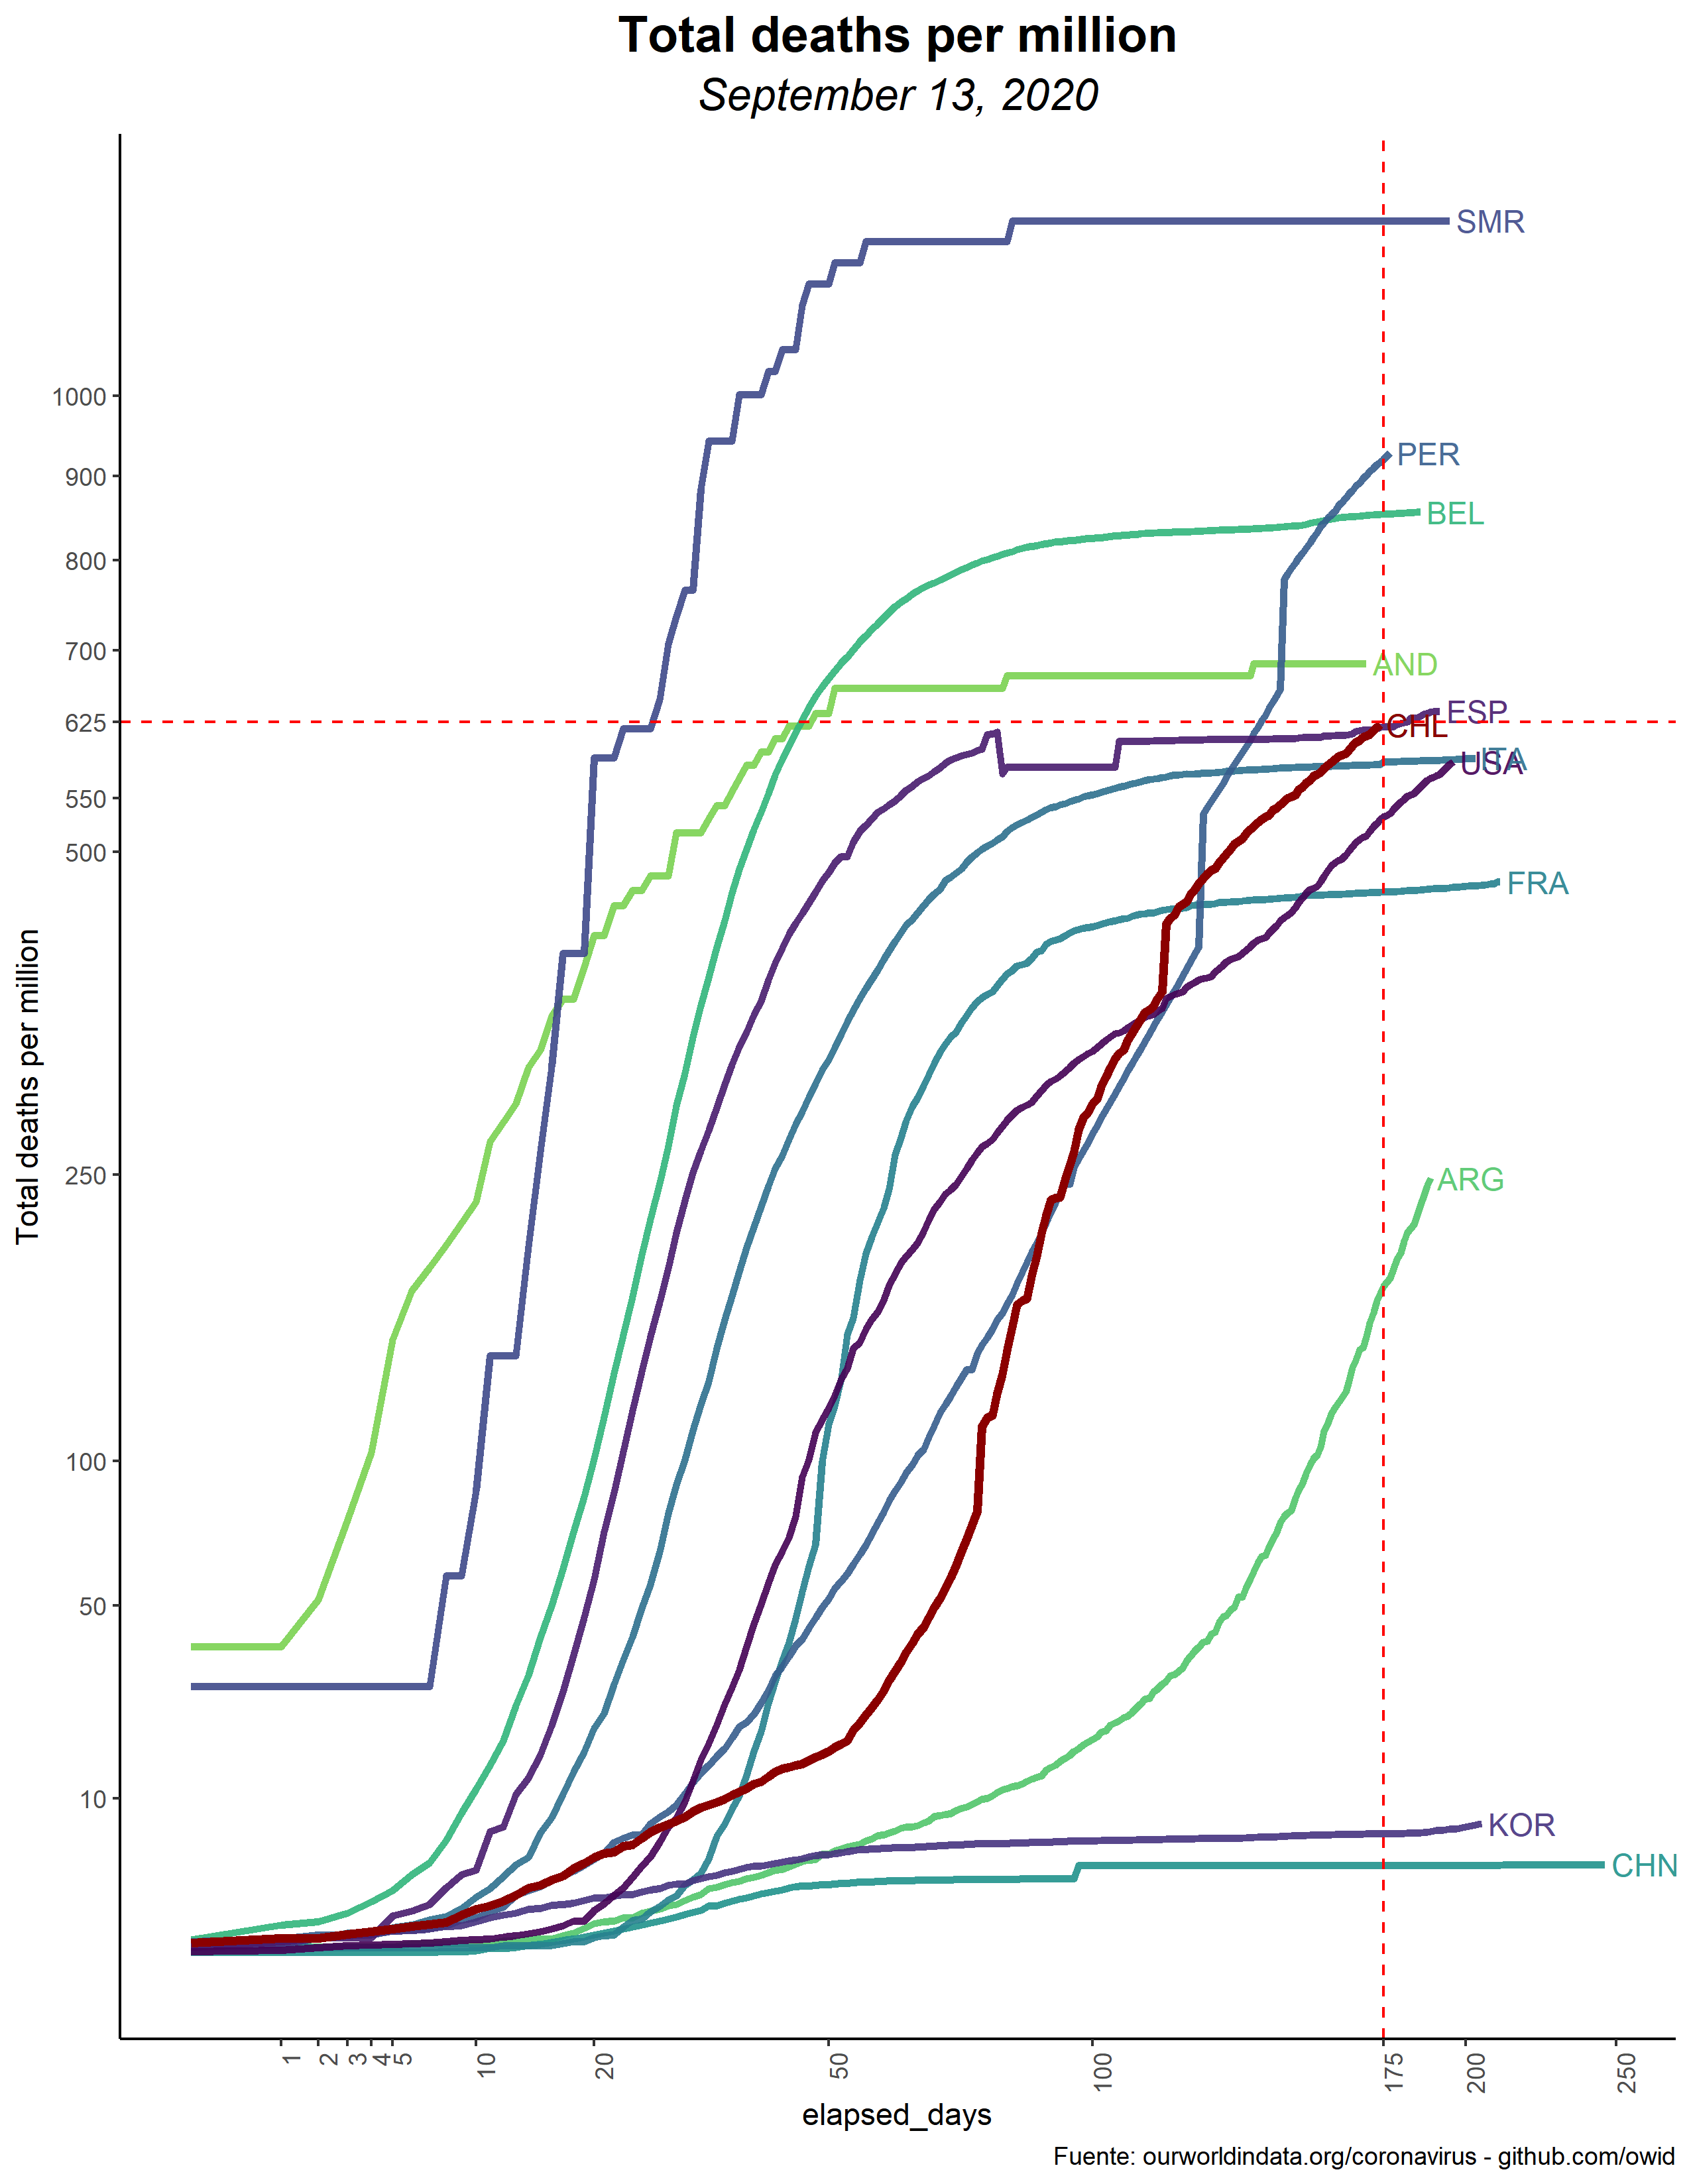 Total deaths per million
September 13, 2020
SMR
1000
PER
900
BEL
800
700
AND
ESP
625
CHL
ITA
USA
550
500
FRA
Total deaths per million
250
ARG
100
50
10
KOR
CHN
1
2
3
4
5
10
20
50
100
175
200
250
elapsed_days
Fuente: ourworldindata.org/coronavirus - github.com/owid